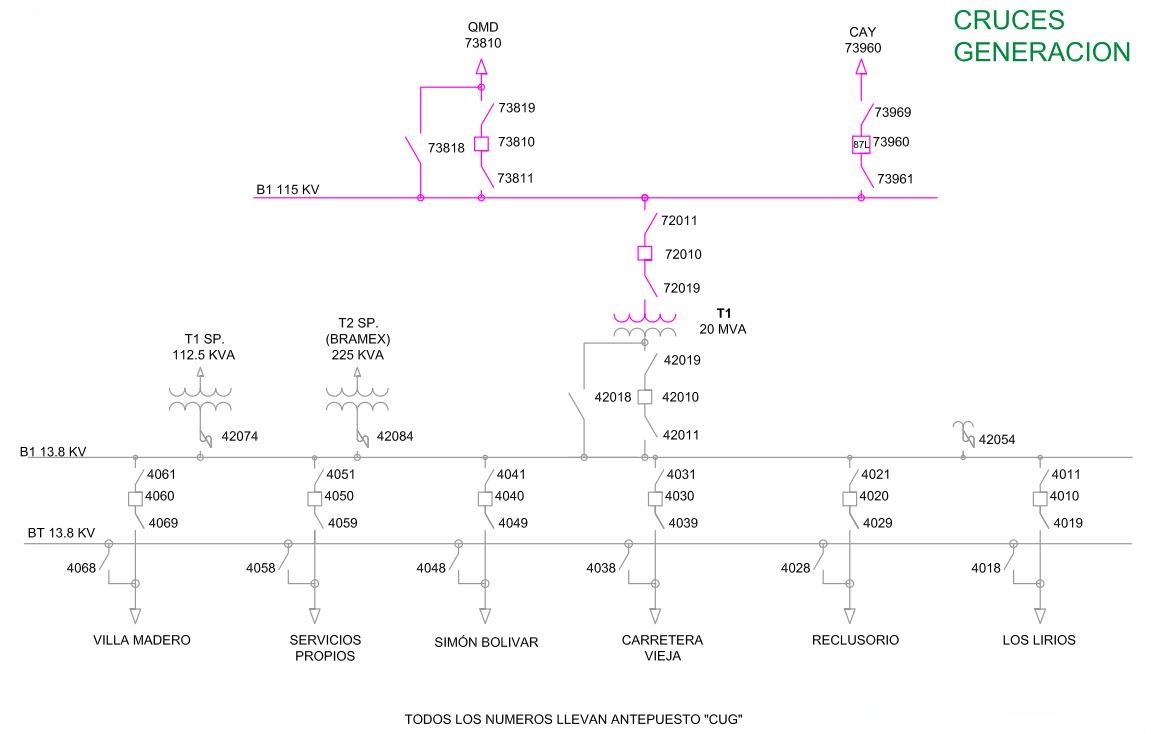 CRUCES
GENERACION
QMD
73810
CAY
73960
73819
73818
73810
73811
73969
87L
73960
73961
B1 115 KV
72011
72010
72019
T1
20 MVA
T1 SP.
112.5 KVA
T2 SP.
(BRAMEX)
225 KVA
42019
42018
42010
42011
42074
42084
42054
B1 13.8 KV
4061
4060
4069
4051
4050
4059
4041
4040
4049
4031
4030
4039
4021
4020
4029
4011
4010
4019
BT 13.8 KV
4068
4058
4048
4038
4028
4018
VILLA MADERO
SERVICIOS
PROPIOS
SIMÓN BOLIVAR
CARRETERA
VIEJA
RECLUSORIO
LOS LIRIOS
TODOS LOS NUMEROS LLEVAN ANTEPUESTO "CUG"